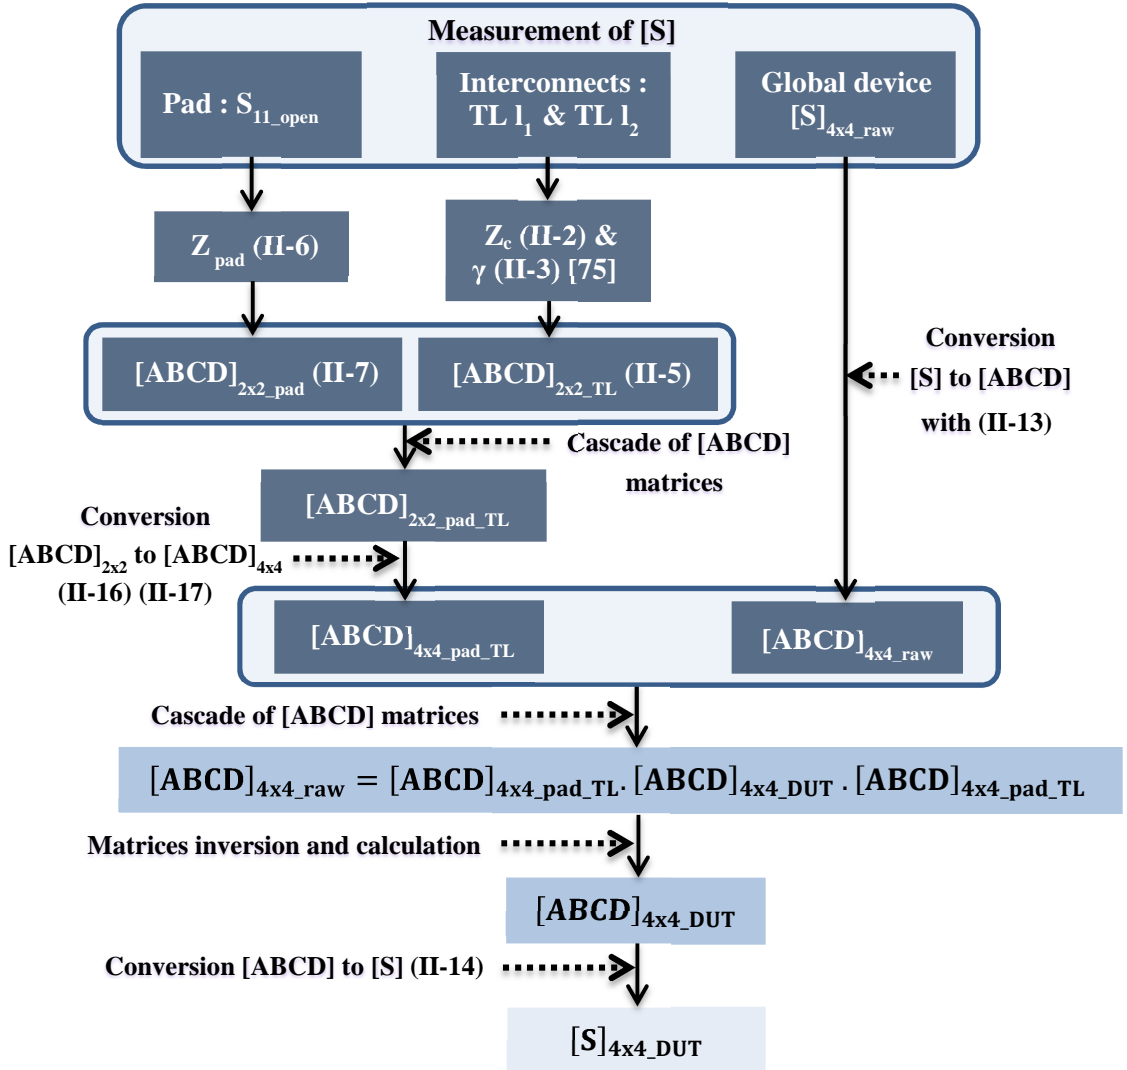 Measurement of [S]
Pad : S11_open
Interconnects :
TL l1 & TL l2
Global device
[S]4x4_raw
Z pad (II-6)
Zc (II-2) &
γ (II-3) [75]
[ABCD]2x2_pad (II-7)
[ABCD]2x2_TL (II-5)
Conversion
[S] to [ABCD]
with (II-13)
Cascade of [ABCD]
matrices
[ABCD]2x2_pad_TL
Conversion
[ABCD]2x2 to [ABCD]4x4
(II-16) (II-17)
[ABCD]4x4_pad_TL
[ABCD]4x4_raw
Cascade of [ABCD] matrices
[ABCD]4x4_raw = [ABCD]4x4_pad_TL. [ABCD]4x4_DUT . [ABCD]4x4_pad_TL
Matrices inversion and calculation
[ABCD]4x4_DUT
Conversion [ABCD] to [S] (II-14)
[S]4x4_DUT